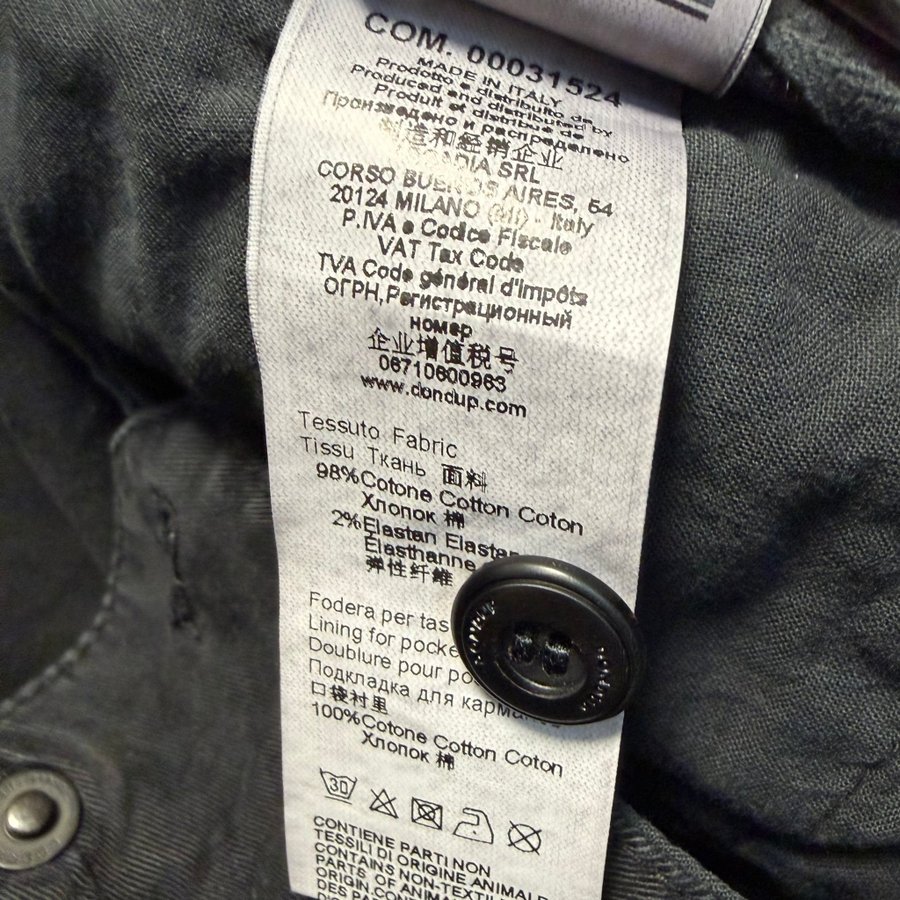 COM. 00031524
MADE IN ITALY
Prodotto e distribuito da
Produced and distributed by
Produit et distribué de
Произведено и распределено
制造和经销企业
SRL
CORSO BUENOS AIRES, 54
20124 MILANO (MI) - Italy
P.IVA e Codice Fiscale
VAT Tax Code
TVA Code général d'Impôts
ОГРН,Регистрационный
номер
企业增值税号
06710600963
www.dondup.com
Tessuto Fabric
Tissu Ткань 面料
98%Cotone Cotton Coton
Хлопок 棉
2%Elastan Elastan
Elasthanne
弹性纤维
Fodera per
Lining for
Doublure pour
Подкладка для
口袋衬里
100%Cotone Cotton Coton
Хлопок 棉
30
CONTIENE PARTI NON
TESSILI DI ORIGINE ANIMALE
CONTAINS NON-TEXTILE
PARTS OF ANIMAL
ORIGIN.CONTIENT
DES